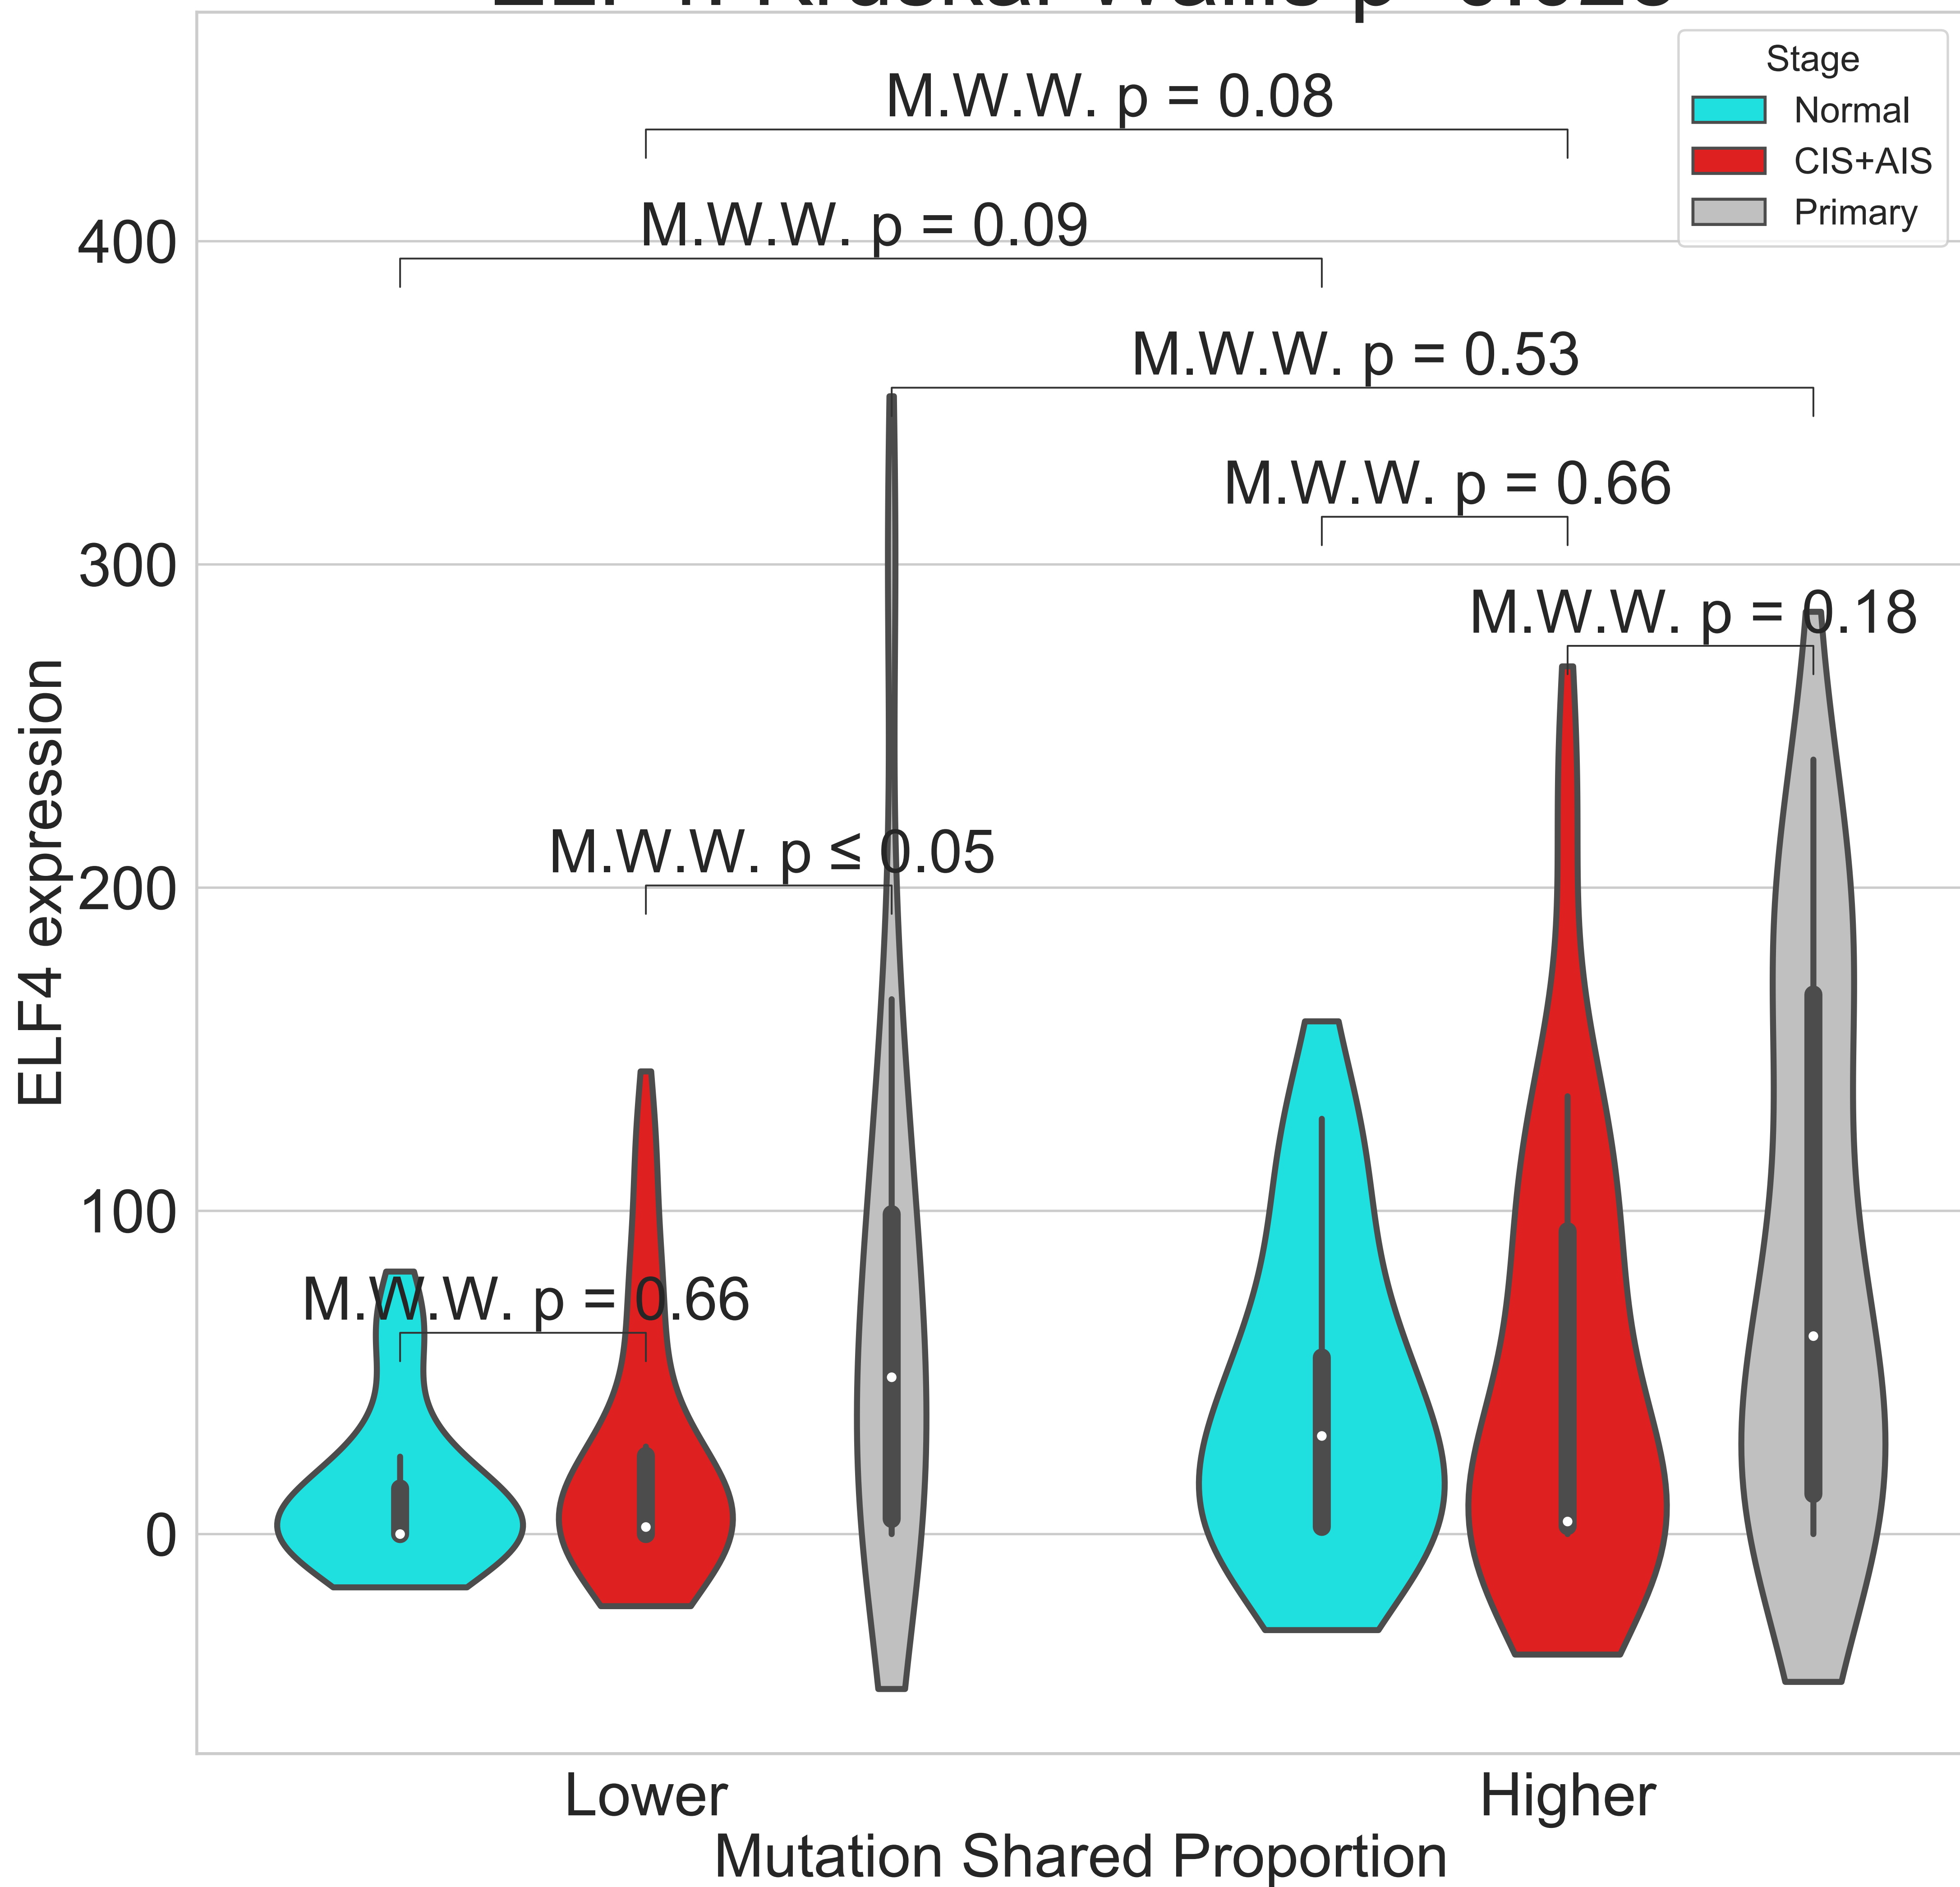 Stage
Normal
CIS+AIS
Primary
M.W.W. p = 0.08
M.W.W. p = 0.09
M.W.W. p = 0.53
M.W.W. p = 0.66
M.W.W. p = 0.18
M.W.W. p ≤ 0.05
M.W.W. p = 0.66
400
300
200
100
0
ELF4 expression
Lower
Higher
Mutation Shared Proportion